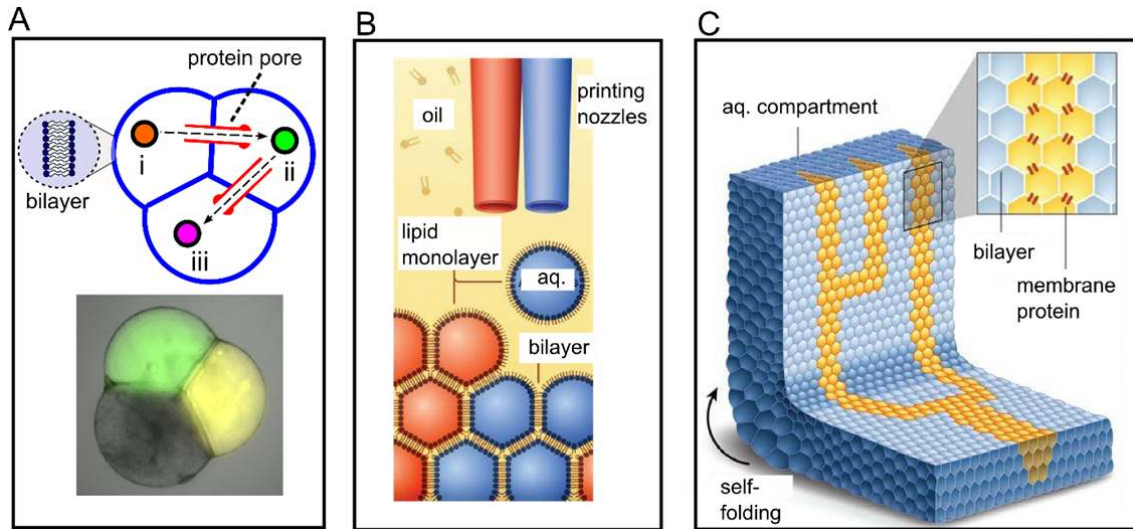 A
protein pore
i
ii
bilayer
iii
B
oil
printing
nozzles
lipid
monolayer
aq.
bilayer
C
aq. compartment
bilayer
membrane
protein
self-
folding